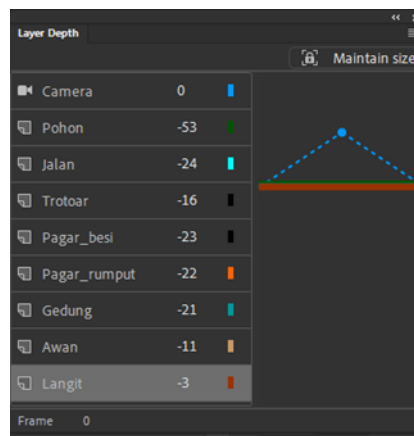 Layer Depth
Maintain size
Camera 0
Pohon -53
Jalan -24
Trotoar -16
Pagar_besi -23
Pagar_rumput -22
Gedung -21
Awan -11
Langit -3
Frame 0